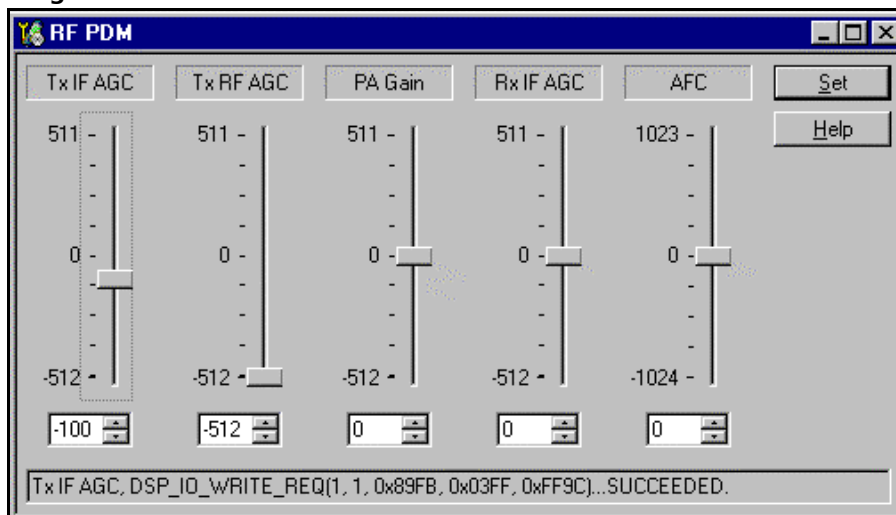 RF PDM
Tx IF AGC Tx RF AGC PA Gain Rx IF AGC AFC Set
Help
511 511 511 511 1023
0 0 0 0 0
-512 -512 -512 -512 -1024
-100 -512 0 0 0
Tx IF AGC, DSP_IO_WRITE_REQ(1, 1, 0x89FB, 0x03FF, 0xFF9C)...SUCCEEDED.